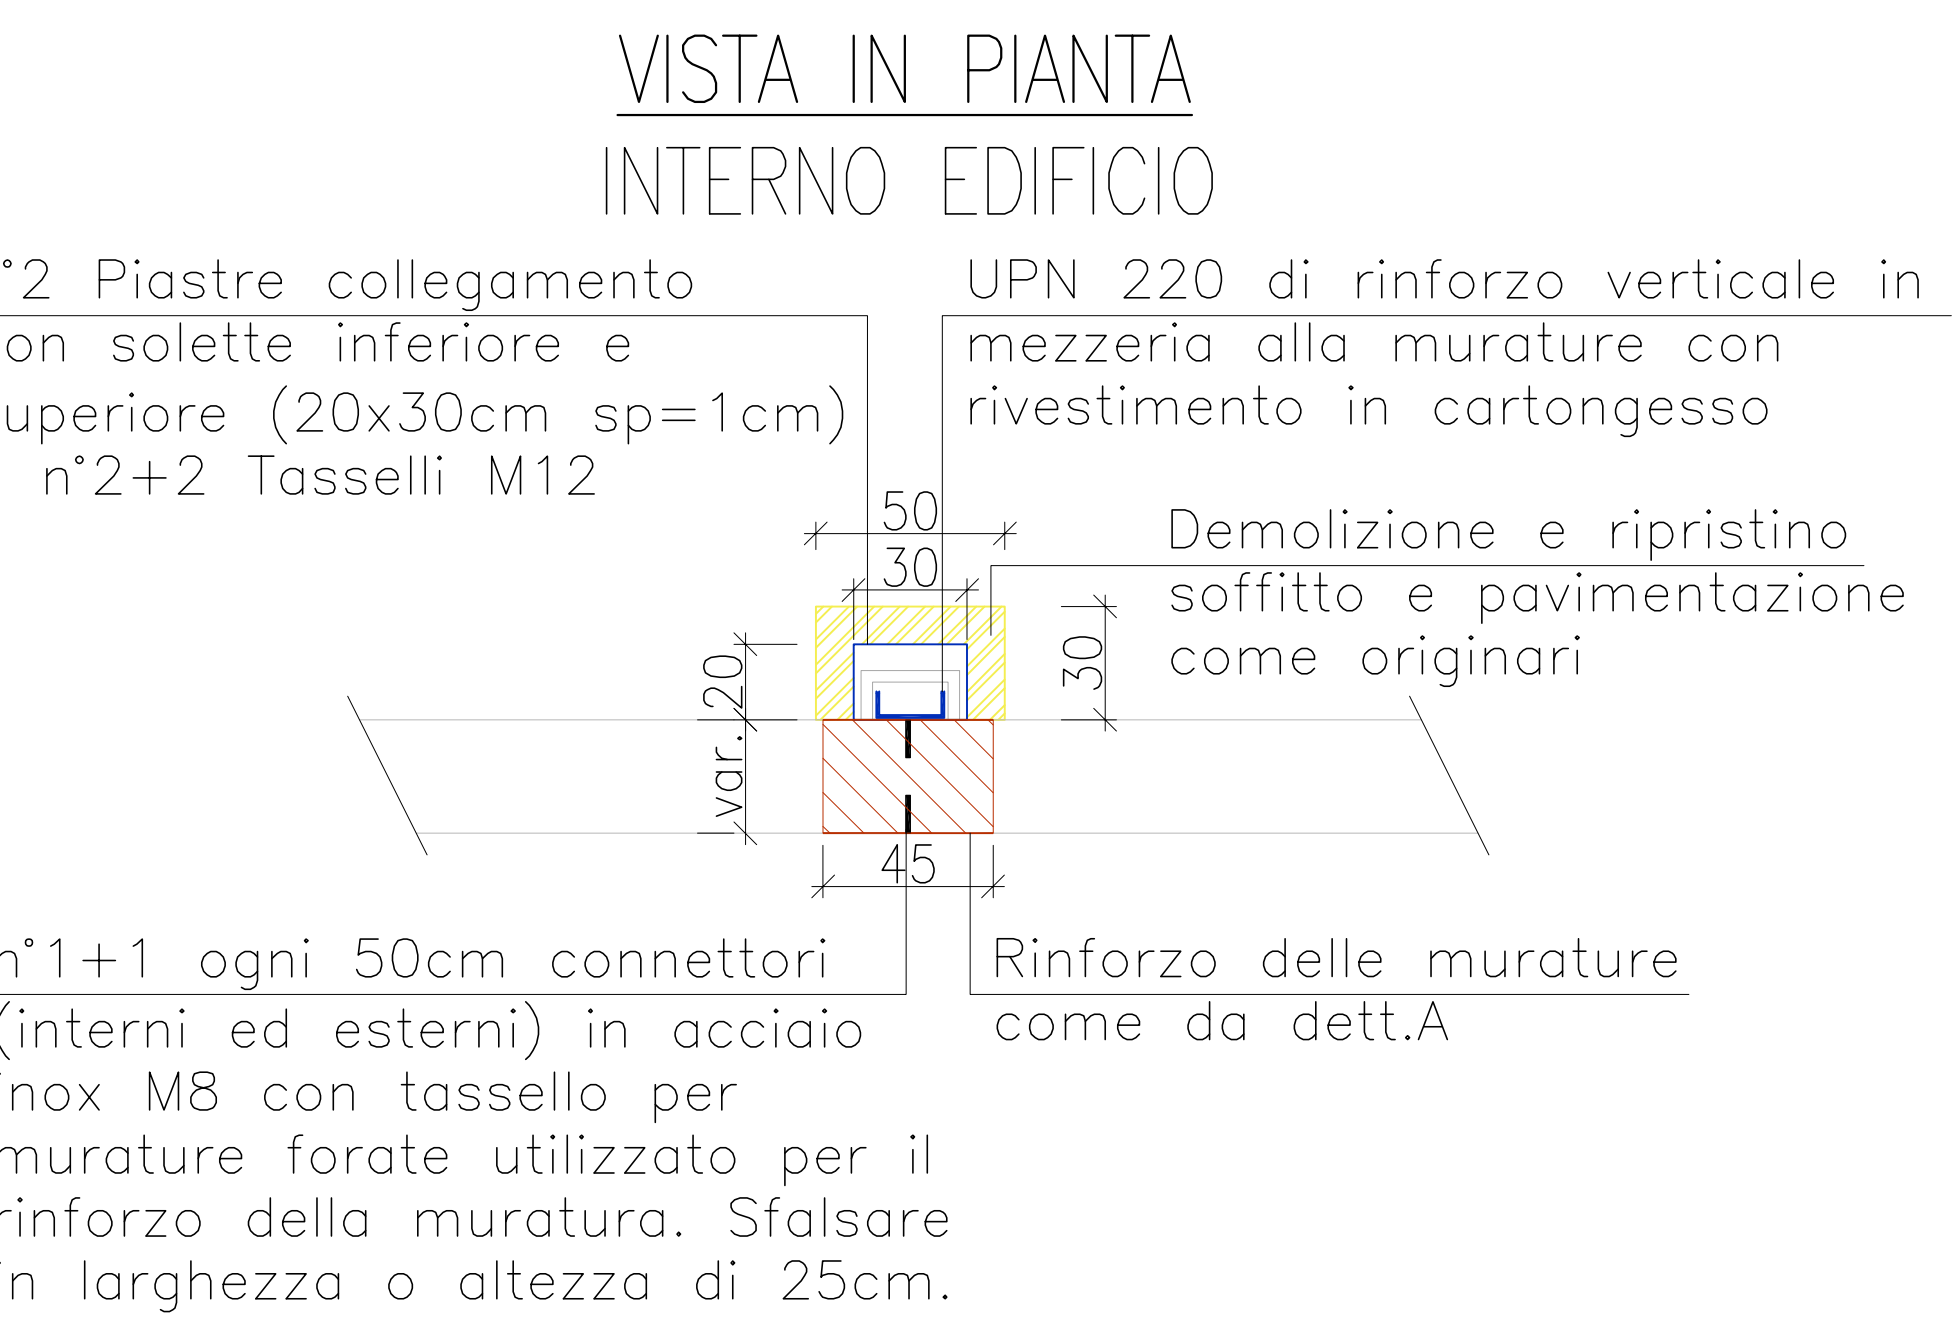 VISTA IN PIANTA
INTERNO EDIFICIO
°2 Piastre collegamento
on solette inferiore e
uperiore (20x30cm sp=1cm)
n°2+2 Tasselli M12
UPN 220 di rinforzo verticale in
mezzeria alla murature con
rivestimento in cartongesso
Demolizione e ripristino
soffitto e pavimentazione
come originari
50
30
20
30
var.
45
n°1+1 ogni 50cm connettori
(interni ed esterni) in acciaio
inox M8 con tassello per
murature forate utilizzato per il
rinforzo della muratura. Sfalsare
in larghezza o altezza di 25cm.
Rinforzo delle murature
come da dett.A